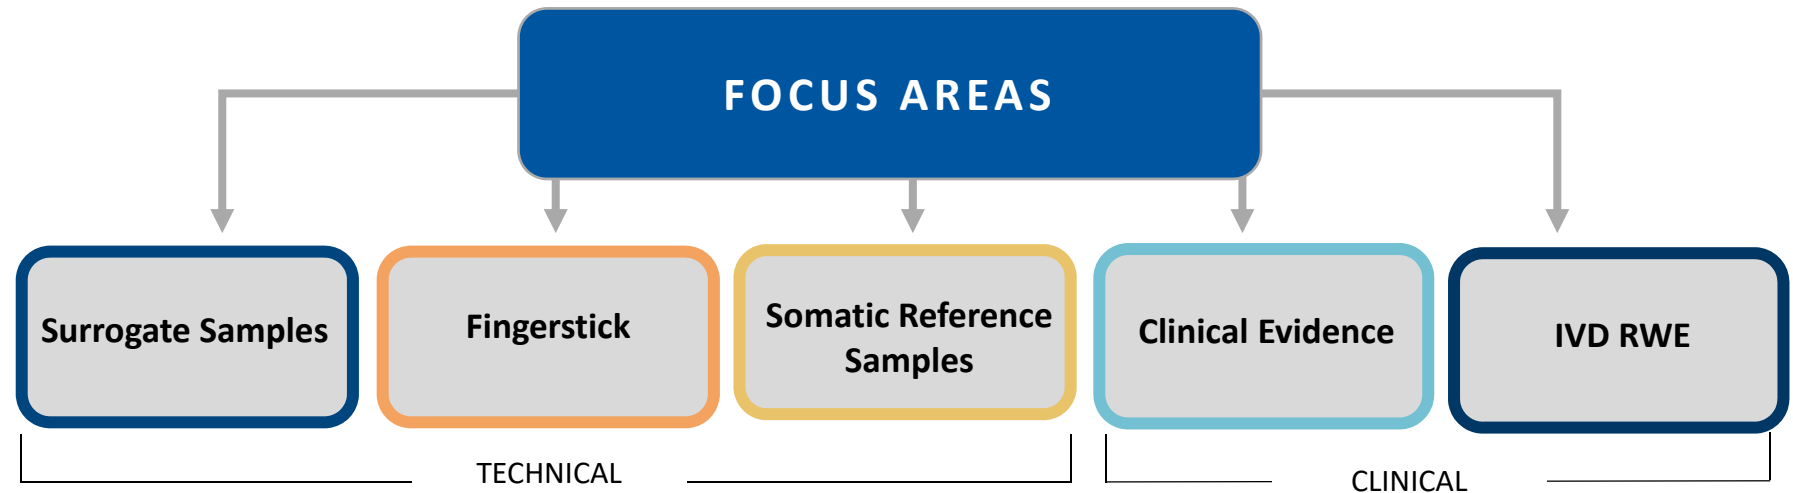 FOCUS AREAS
Surrogate Samples
Fingerstick
Somatic Reference
Samples
Clinical Evidence
IVD RWE
TECHNICAL
CLINICAL